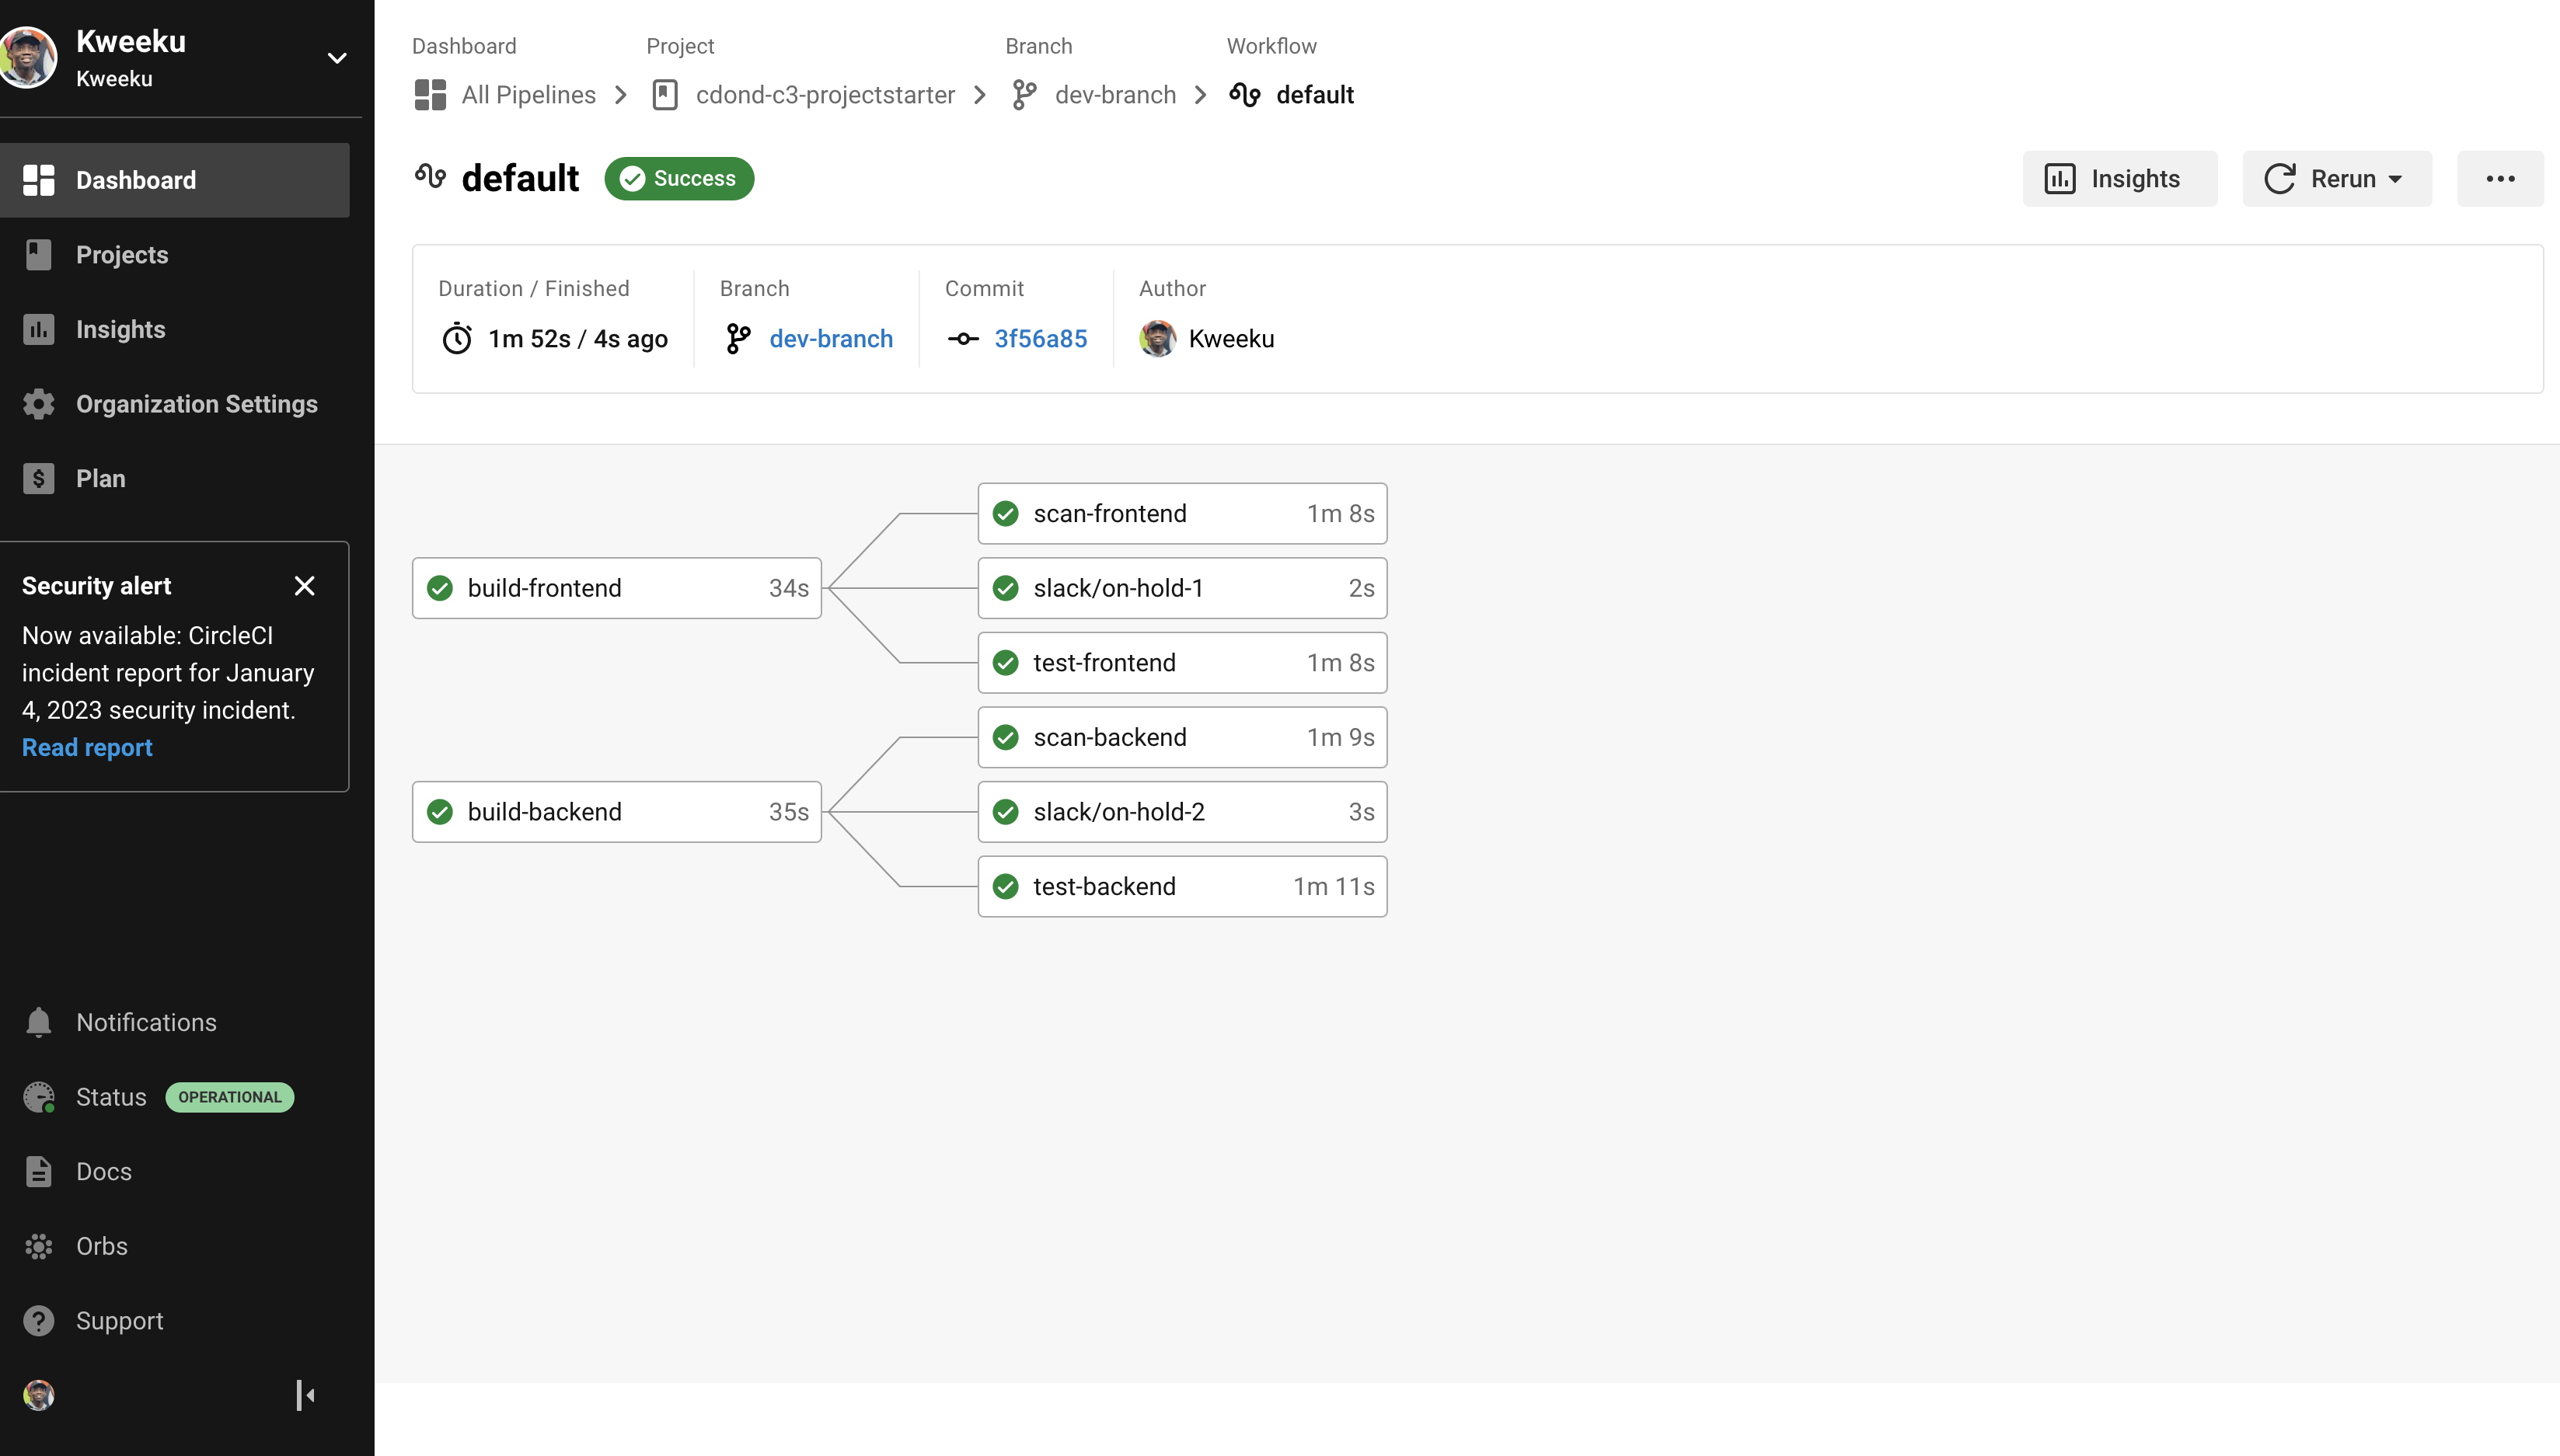 Kweeku
Kweeku
Dashboard
Projects
Insights
Organization Settings
Plan
Security alert
Now available: CircleCI
incident report for January
4, 2023 security incident.
Read report
Notifications
Status OPERATIONAL
Docs
Orbs
Support
Dashboard Project Branch Workflow
All Pipelines cdond-c3-projectstarter dev-branch default
default Success Insights Rerun
Duration / Finished Branch Commit Author
1m 52s / 4s ago dev-branch 3f56a85 Kweeku
build-frontend 34s
scan-frontend 1m 8s
slack/on-hold-1 2s
test-frontend 1m 8s
build-backend 35s
scan-backend 1m 9s
slack/on-hold-2 3s
test-backend 1m 11s